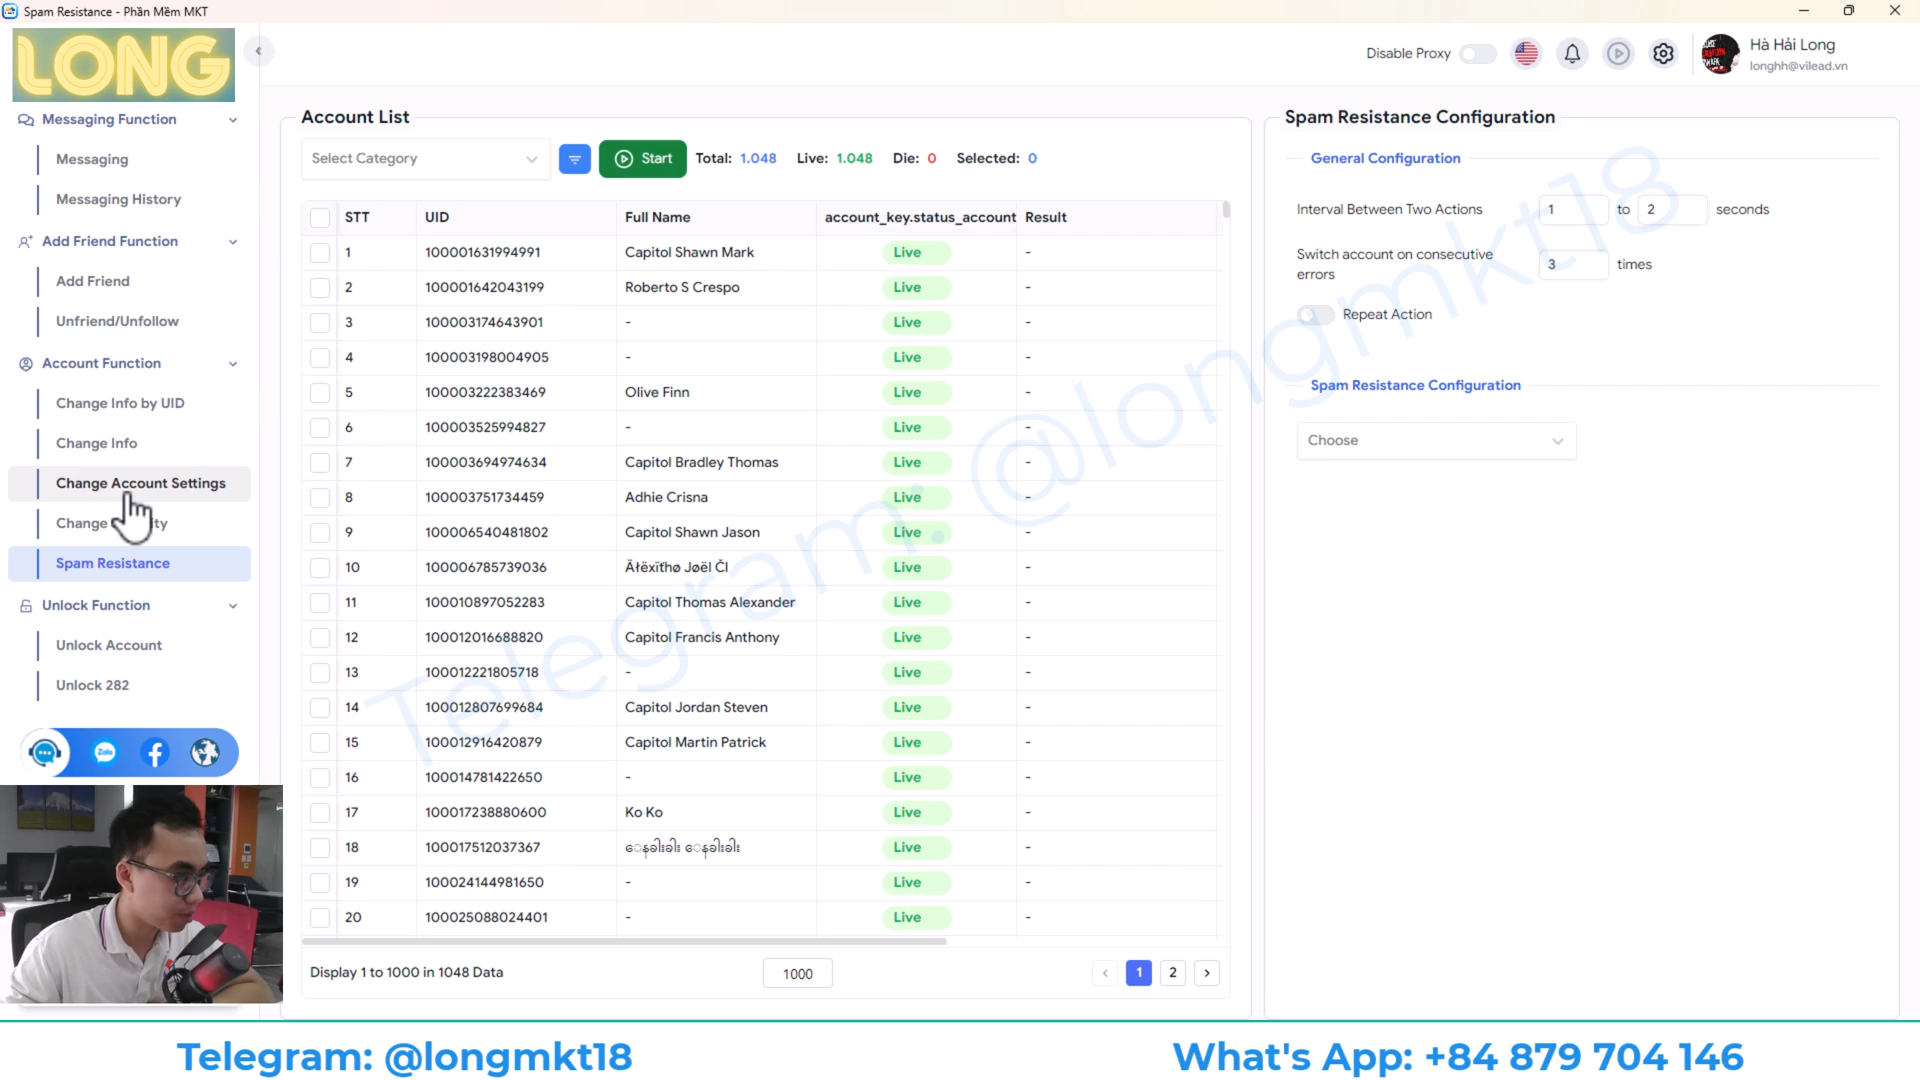 Spam Resistance - Phần Mềm MKT
LONG
Messaging Function
Messaging
Messaging History
Add Friend Function
Add Friend
Unfriend/Unfollow
Account Function
Change Info by UID
Change Info
Change Account Settings
Change
ty
Spam Resistance
Unlock Function
Unlock Account
Unlock 282
Zalo
Disable Proxy
Hà Hải Long
longhh@vilead.vn
Account List
Select Category
Start
Total: 1.048
Live: 1.048
Die: 0
Selected: 0
STT UID Full Name account_key.status_account Result
1 100001631994991 Capitol Shawn Mark Live -
2 100001642043199 Roberto S Crespo Live -
3 100003174643901 - Live -
4 100003198004905 - Live -
5 100003222383469 Olive Finn Live -
6 100003525994827 - Live -
7 100003694974634 Capitol Bradley Thomas Live -
8 100003751734459 Adhie Crisna Live -
9 100006540481802 Capitol Shawn Jason Live -
10 100006785739036 Äłëxïthø Jøël ČI Live -
11 100010897052283 Capitol Thomas Alexander Live -
12 100012016688820 Capitol Francis Anthony Live -
13 100012221805718 - Live -
14 100012807699684 Capitol Jordan Steven Live -
15 100012916420879 Capitol Martin Patrick Live -
16 100014781422650 - Live -
17 100017238880600 Ko Ko Live -
18 100017512037367 ေနခါးခါး ေနခါးခါး Live -
19 100024144981650 - Live -
20 100025088024401 - Live -
Display 1 to 1000 in 1048 Data
1000
1 2
Spam Resistance Configuration
General Configuration
Interval Between Two Actions 1 to 2 seconds
Switch account on consecutive
errors
3 times
Repeat Action
Spam Resistance Configuration
Choose
Telegram: @longmkt18
Telegram: @longmkt18
What's App: +84 879 704 146